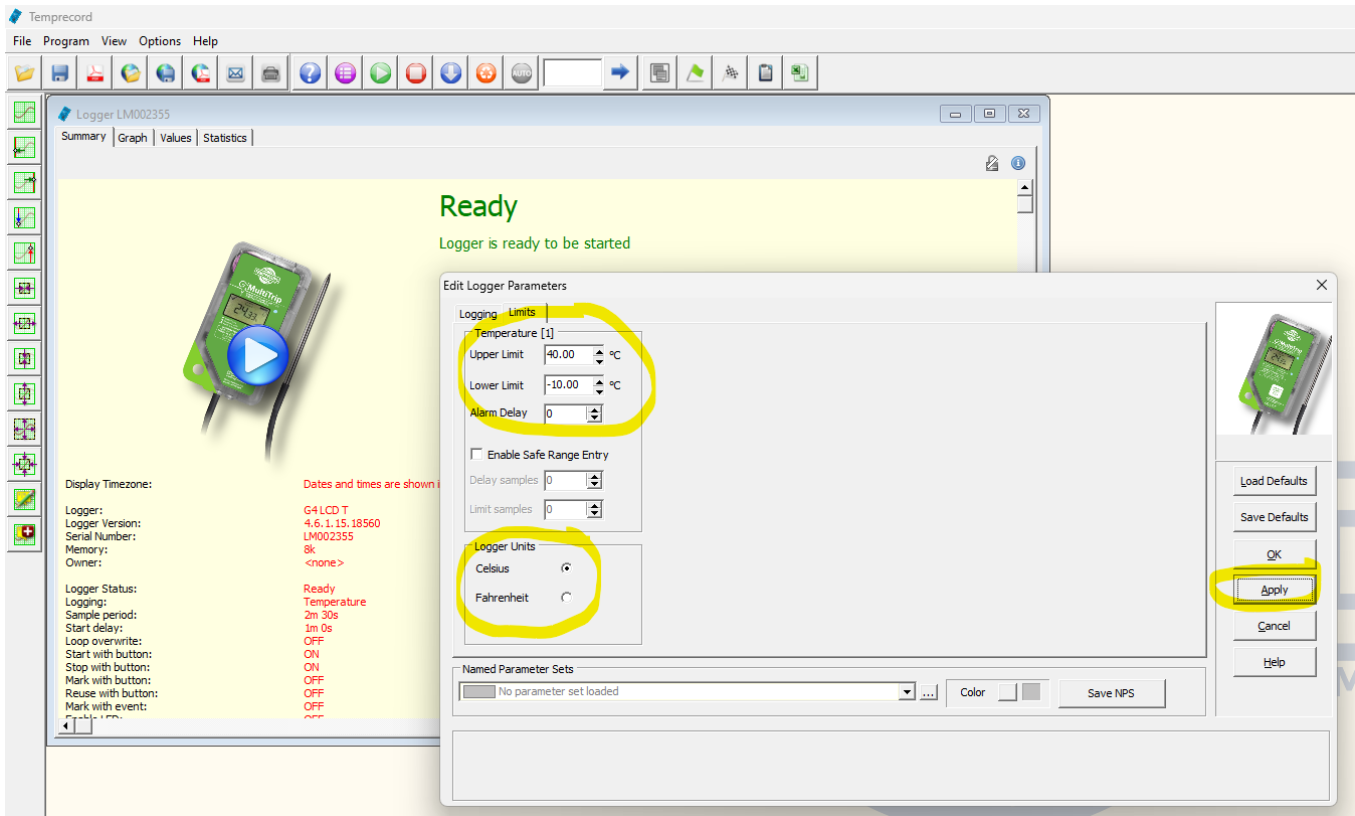 Temprecord
File Program View Options Help
AUTO
Logger LM002355
Summary Graph Values Statistics
Ready
Logger is ready to be started
MultiTrip
Display Timezone: Dates and times are shown i
Logger: G4 LCD T
Logger Version: 4.6.1.15.18560
Serial Number: LM002355
Memory: 8k
Owner: <none>
Logger Status: Ready
Logging: Temperature
Sample period: 2m 30s
Start delay: 1m 0s
Loop overwrite: OFF
Start with button: ON
Stop with button: ON
Mark with button: OFF
Reuse with button: OFF
Mark with event: OFF
Edit Logger Parameters
Logging Limits
Temperature [1]
Upper Limit 40.00 °C
Lower Limit -10.00 °C
Alarm Delay 0
Enable Safe Range Entry
Delay samples 0
Limit samples 0
Logger Units
Celsius
Fahrenheit
Load Defaults
Save Defaults
OK
Apply
Cancel
Help
Named Parameter Sets
No parameter set loaded ... Color Save NPS